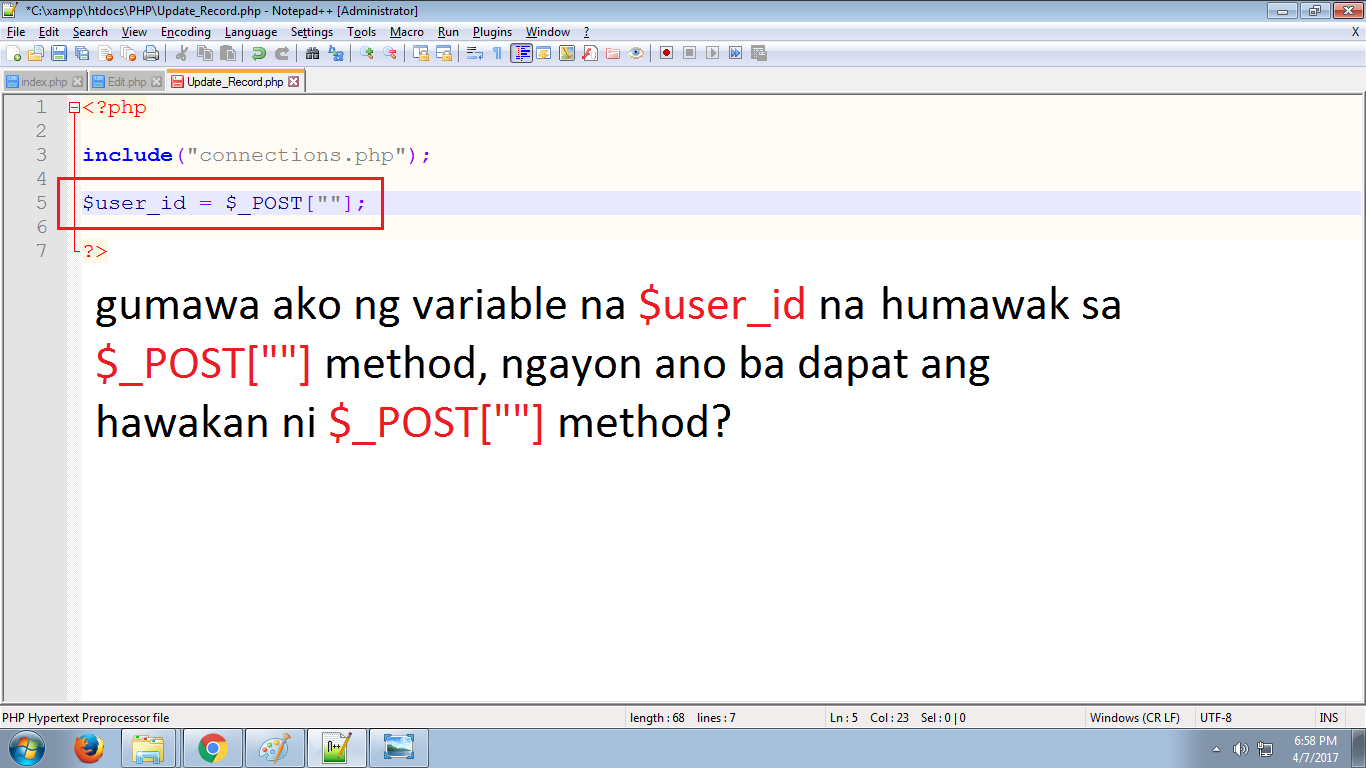 *C:\xampp\htdocs\PHP\Update_Record.php - Notepad++ [Administrator]
File Edit Search View Encoding Language Settings Tools Macro Run Plugins Window ? X
index.php Edit.php Update_Record.php
1 <?php
2
3 include("connections.php");
4
5 $user_id = $_POST[""];
6
7 ?>
gumawa ako ng variable na $user_id na humawak sa
$_POST[""] method, ngayon ano ba dapat ang
hawakan ni $_POST[""] method?
PHP Hypertext Preprocessor file length : 68 lines : 7 Ln : 5 Col : 23 Sel : 0 | 0 Windows (CR LF) UTF-8 INS
6:58 PM
4/7/2017